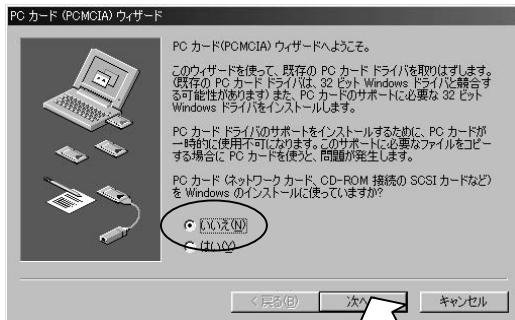 PC カード (PCMCIA) ウィザード
PC カード(PCMCIA) ウィザードへようこそ。
このウィザードを使って、既存の PC カード ドライバを取りはずします。
(既存の PC カード ドライバは、32 ビット Windows ドライバと競合す
る可能性があります) また、PC カードのサポートに必要な 32 ビット
Windows ドライバをインストールします。
PC カード ドライバのサポートをインストールするために、PC カードが
一時的に使用不可になります。このサポートに必要なファイルをコピー
する場合に PC カードを使うと、問題が発生します。
PC カード (ネットワーク カード、CD-ROM 接続の SCSI カードなど)
を Windows のインストールに使っていますか?
いいえ(N)
はい(Y)
< 戻る(B)
次へ
キャンセル